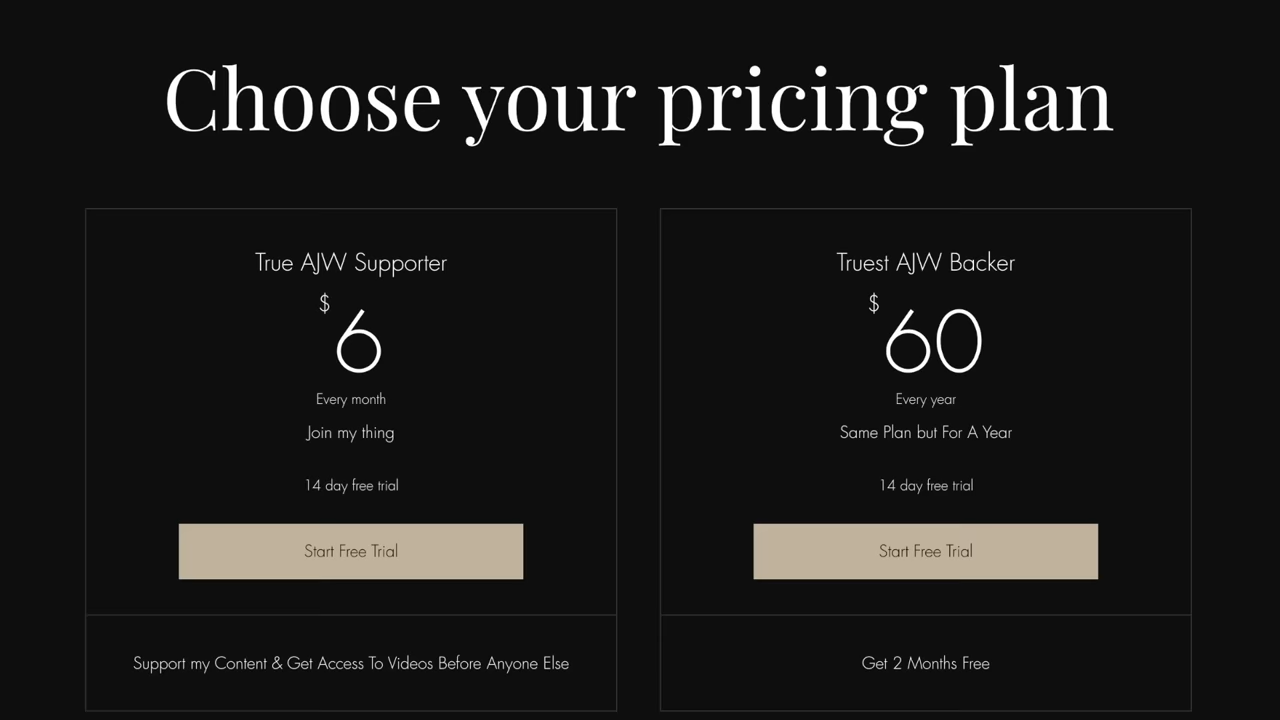 Choose your pricing plan
True AJW Supporter
$
6
Every month
Join my thing
14 day free trial
Start Free Trial
Support my Content & Get Access To Videos Before Anyone Else
Truest AJW Backer
$
60
Every year
Same Plan but For A Year
14 day free trial
Start Free Trial
Get 2 Months Free